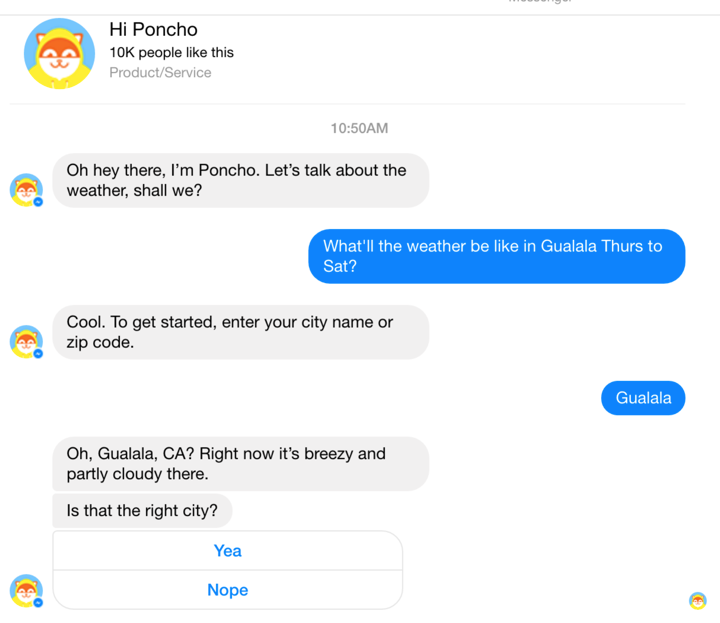 Messenger
Hi Poncho
10K people like this
Product/Service
10:50AM
Oh hey there, I’m Poncho. Let’s talk about the
weather, shall we?
What'll the weather be like in Gualala Thurs to
Sat?
Cool. To get started, enter your city name or
zip code.
Gualala
Oh, Gualala, CA? Right now it’s breezy and
partly cloudy there.
Is that the right city?
Yea
Nope